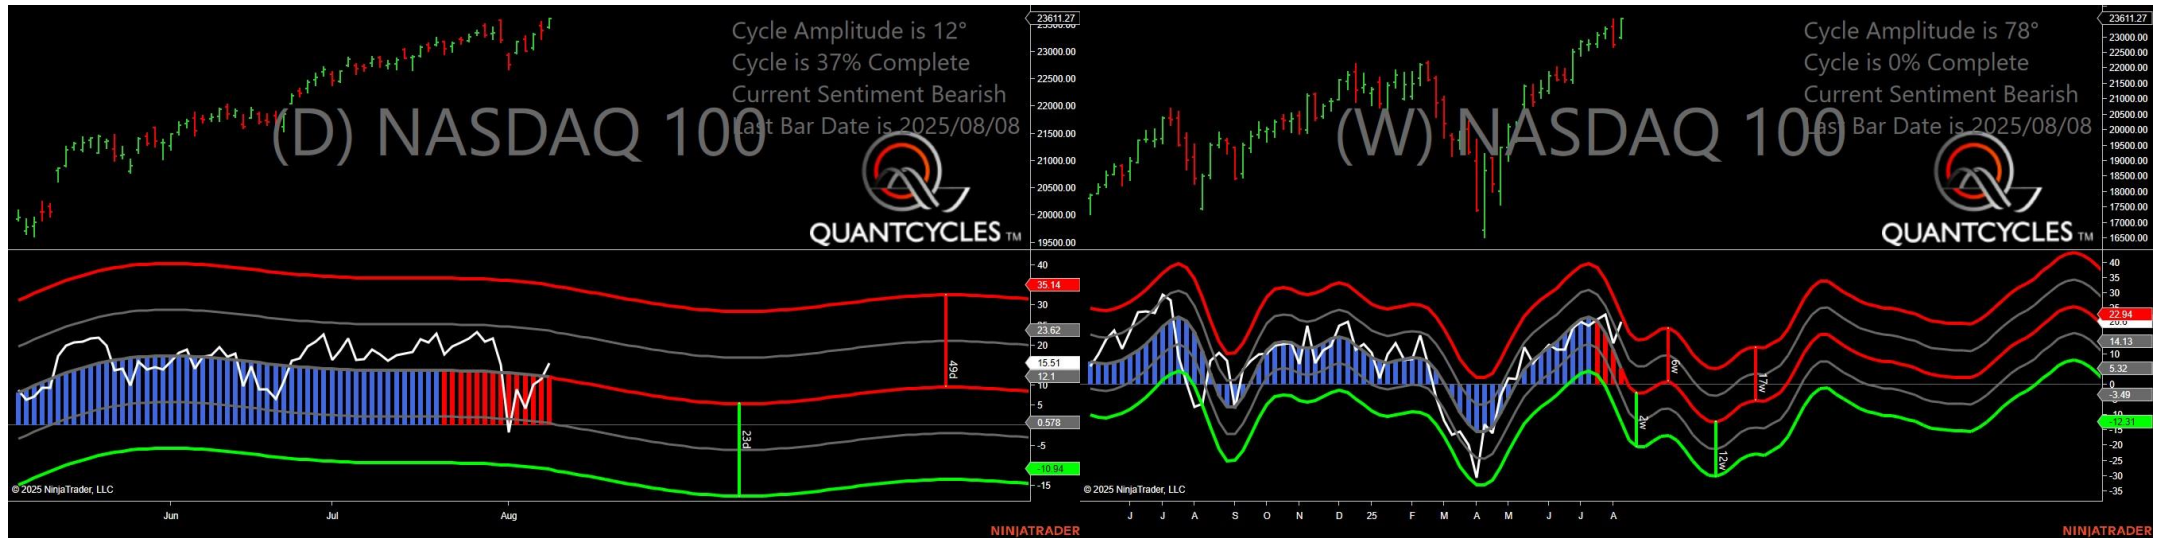 23611.27
23500.00
23000.00
22500.00
22000.00
21500.00
21000.00
20500.00
20000.00
19500.00
Cycle Amplitude is 12°
Cycle is 37% Complete
Current Sentiment Bearish
Last Bar Date is 2025/08/08
(D) NASDAQ 100
QUANTCYCLES TM
40
35.14
30
23.62
20
15.51
12.1
10
5
0.578
-5
-10.94
-15
49d
23d
© 2025 NinjaTrader, LLC
Jun Jul Aug
NINJATRADER
23611.27
23000.00
22000.00
21500.00
21000.00
20500.00
20000.00
19500.00
19000.00
18500.00
18000.00
17500.00
17000.00
16500.00
Cycle Amplitude is 78°
Cycle is 0% Complete
Current Sentiment Bearish
Last Bar Date is 2025/08/08
(W) NASDAQ 100
QUANTCYCLES TM
40
35
30
25
22.94
20.6
14.13
10
5.32
0
-3.49
-12.31
-15
-20
-25
-30
-35
6w
17w
2w
12w
© 2025 NinjaTrader, LLC
J J A S O N D 25 F M A M J J A
NINJATRADER